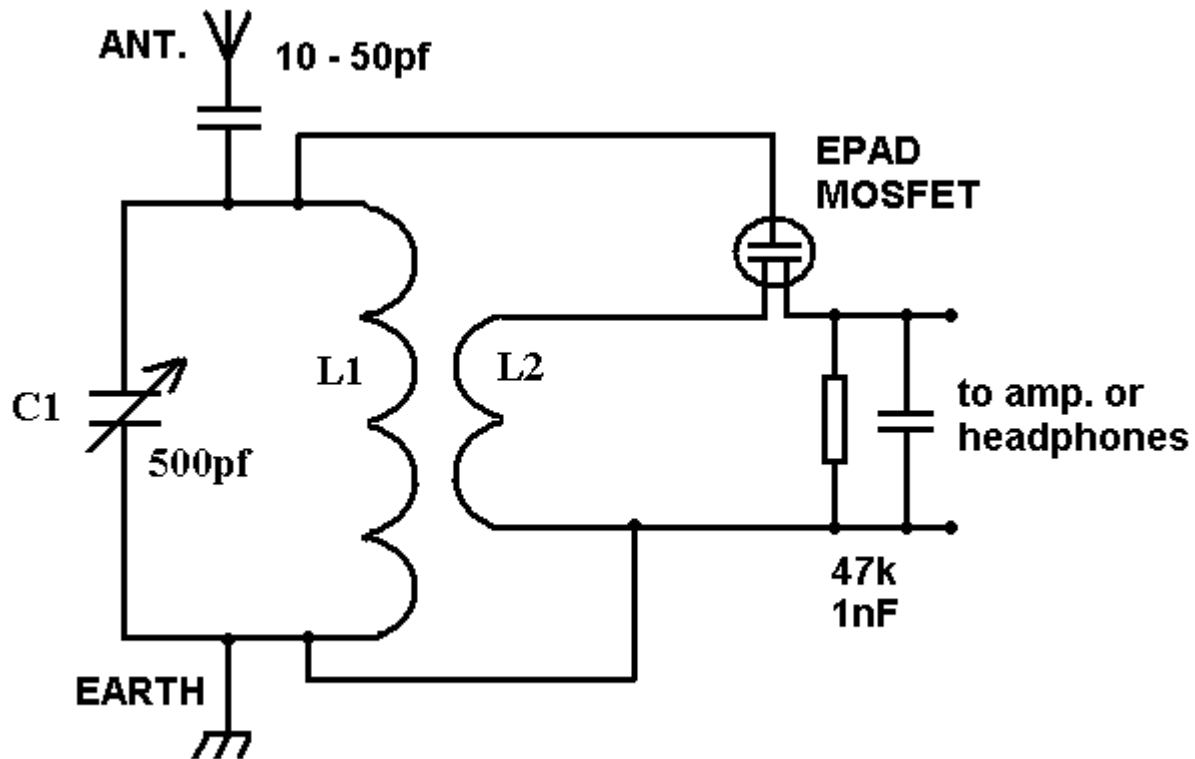 ANT.
10 - 50pf
EPAD
MOSFET
L1
L2
C1
500pf
to amp. or
headphones
47k
1nF
EARTH